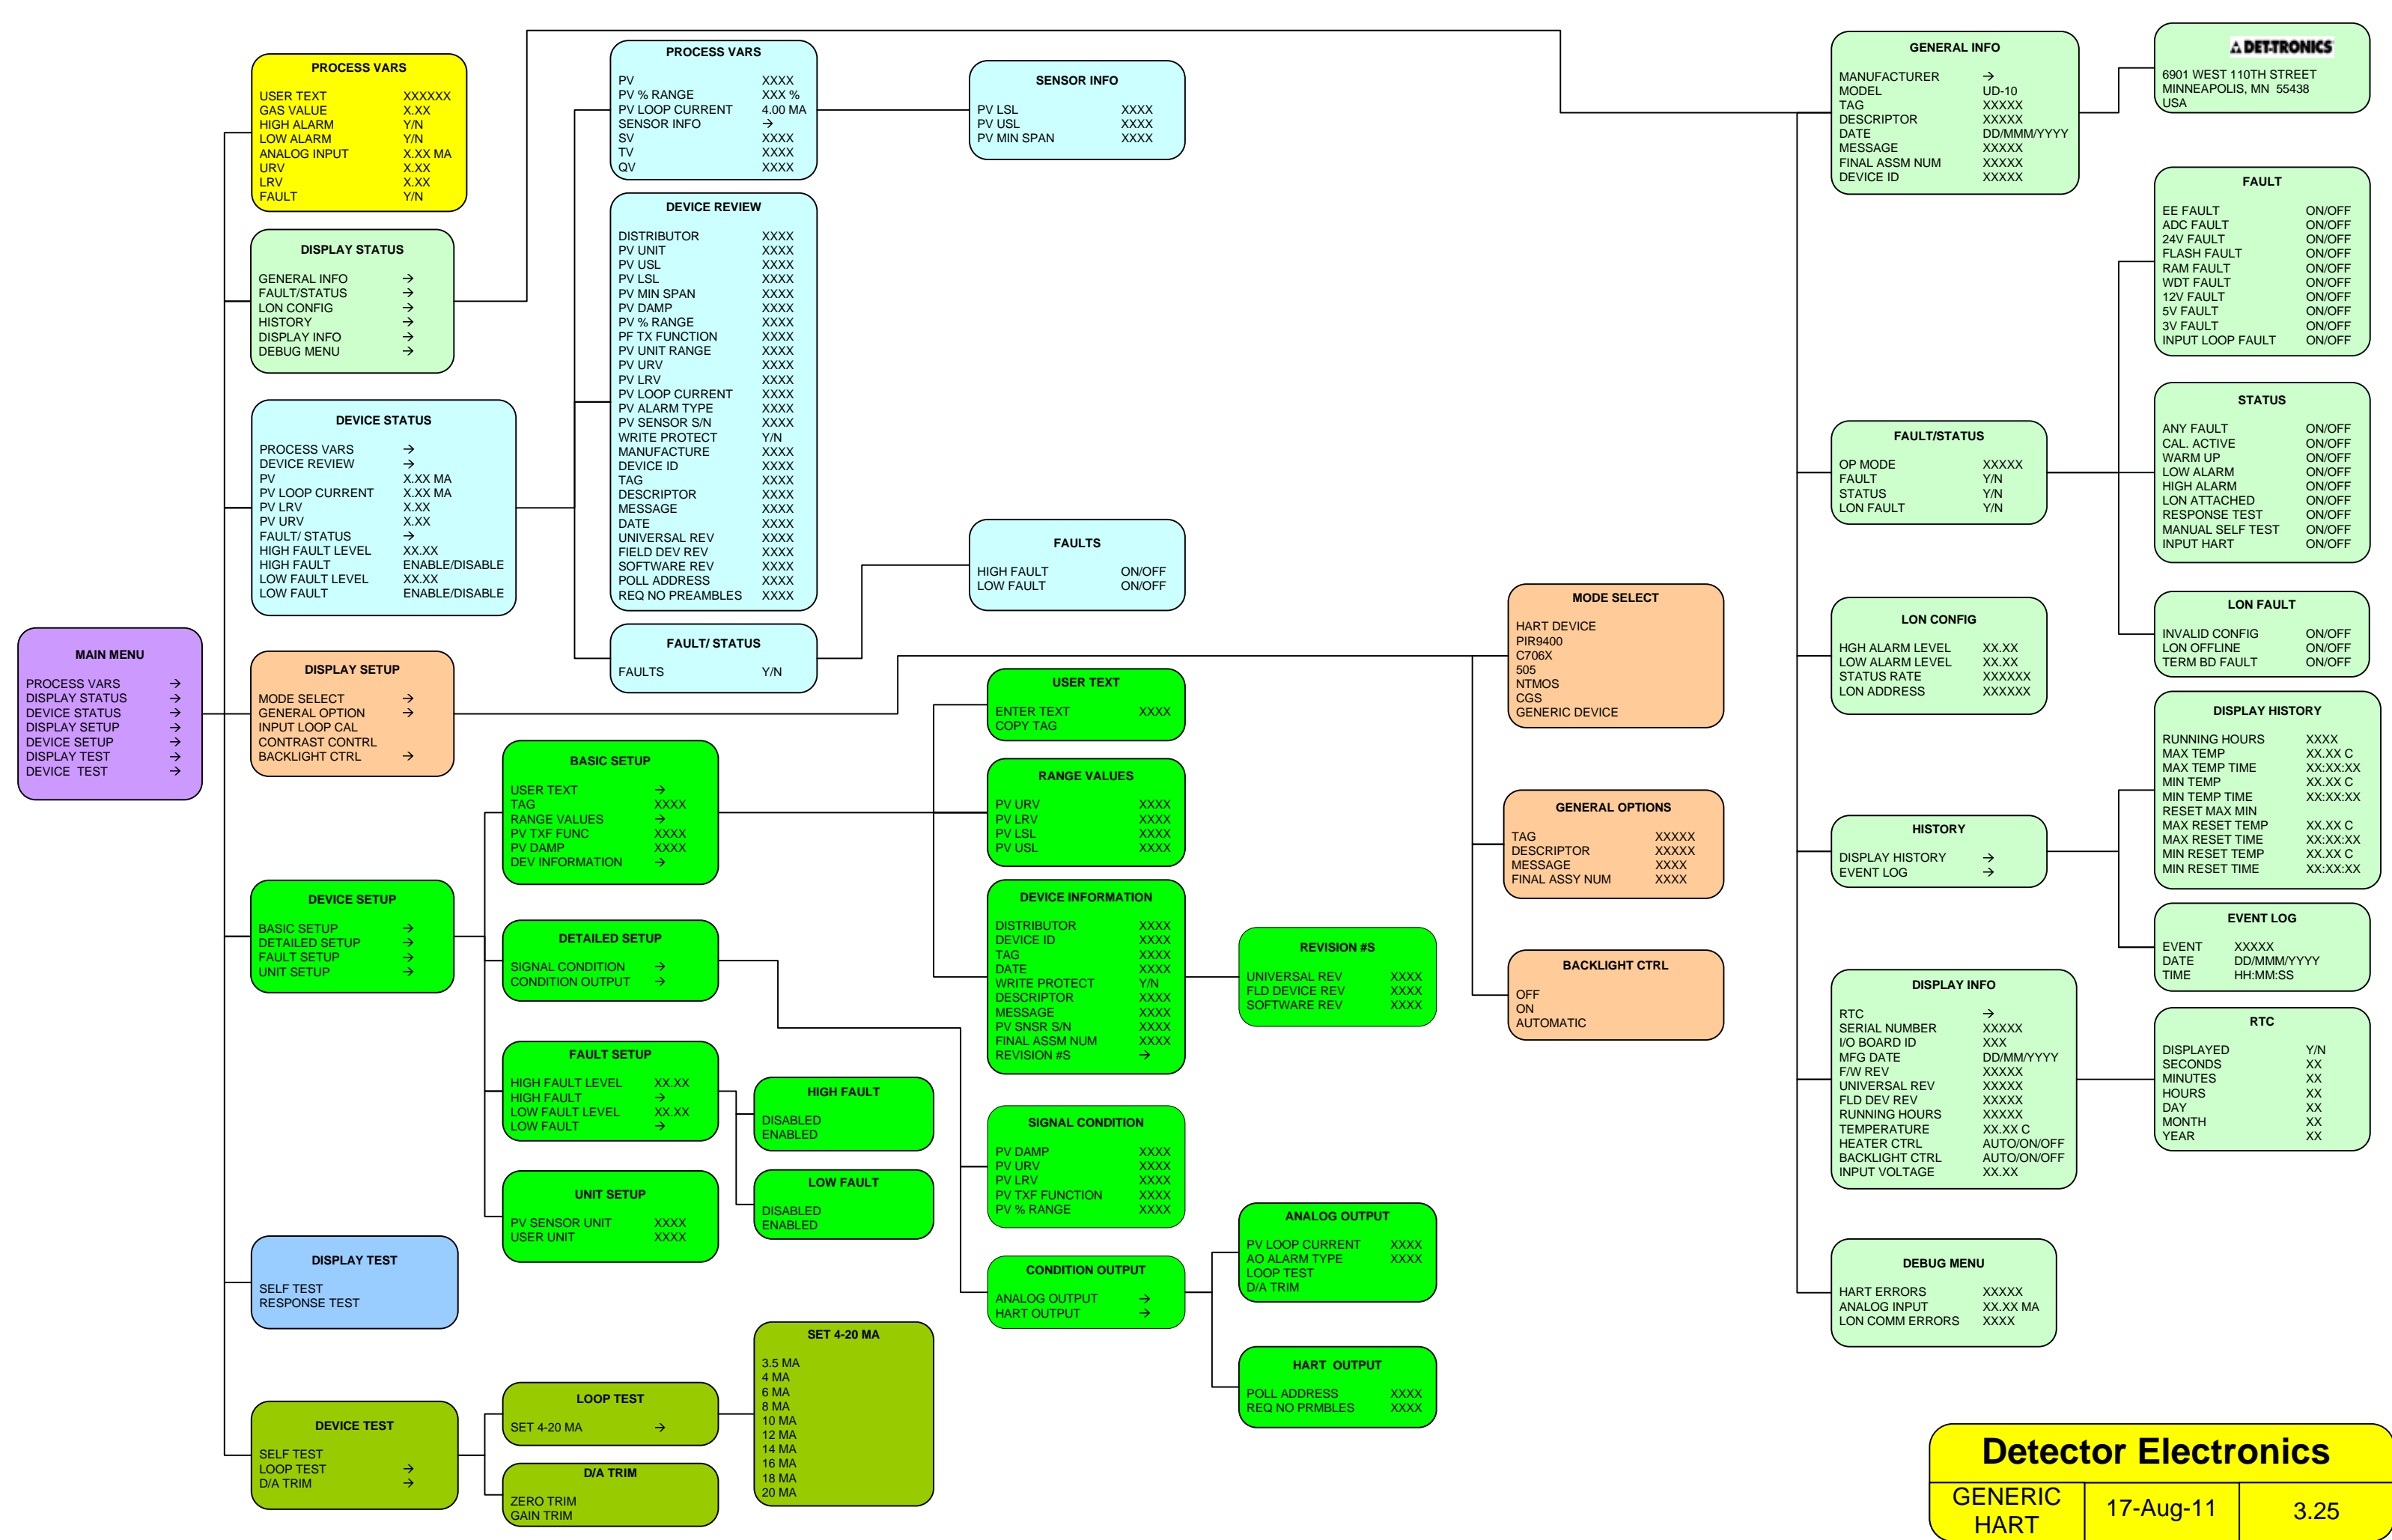 MAIN MENU
PROCESS VARS →
DISPLAY STATUS →
DEVICE STATUS →
DISPLAY SETUP →
DEVICE SETUP →
DISPLAY TEST →
DEVICE TEST →
PROCESS VARS
USER TEXT XXXXXX
GAS VALUE X.XX
HIGH ALARM Y/N
LOW ALARM Y/N
ANALOG INPUT X.XX MA
URV X.XX
LRV X.XX
FAULT Y/N
DISPLAY STATUS
GENERAL INFO →
FAULT/STATUS →
LON CONFIG →
HISTORY →
DISPLAY INFO →
DEBUG MENU →
DEVICE STATUS
PROCESS VARS →
DEVICE REVIEW →
PV X.XX MA
PV LOOP CURRENT X.XX MA
PV LRV X.XX
PV URV X.XX
FAULT/ STATUS →
HIGH FAULT LEVEL XX.XX
HIGH FAULT ENABLE/DISABLE
LOW FAULT LEVEL XX.XX
LOW FAULT ENABLE/DISABLE
DISPLAY SETUP
MODE SELECT →
GENERAL OPTION →
INPUT LOOP CAL
CONTRAST CONTRL
BACKLIGHT CTRL →
DEVICE SETUP
BASIC SETUP →
DETAILED SETUP →
FAULT SETUP →
UNIT SETUP →
DISPLAY TEST
SELF TEST
RESPONSE TEST
DEVICE TEST
SELF TEST
LOOP TEST →
D/A TRIM →
PROCESS VARS
PV XXXX
PV % RANGE XXX %
PV LOOP CURRENT 4.00 MA
SENSOR INFO →
SV XXXX
TV XXXX
QV XXXX
DEVICE REVIEW
DISTRIBUTOR XXXX
PV UNIT XXXX
PV USL XXXX
PV LSL XXXX
PV MIN SPAN XXXX
PV DAMP XXXX
PV % RANGE XXXX
PF TX FUNCTION XXXX
PV UNIT RANGE XXXX
PV URV XXXX
PV LRV XXXX
PV LOOP CURRENT XXXX
PV ALARM TYPE XXXX
PV SENSOR S/N XXXX
WRITE PROTECT Y/N
MANUFACTURE XXXX
DEVICE ID XXXX
TAG XXXX
DESCRIPTOR XXXX
MESSAGE XXXX
DATE XXXX
UNIVERSAL REV XXXX
FIELD DEV REV XXXX
SOFTWARE REV XXXX
POLL ADDRESS XXXX
REQ NO PREAMBLES XXXX
FAULT/ STATUS
FAULTS Y/N
SENSOR INFO
PV LSL XXXX
PV USL XXXX
PV MIN SPAN XXXX
FAULTS
HIGH FAULT ON/OFF
LOW FAULT ON/OFF
BASIC SETUP
USER TEXT →
TAG XXXX
RANGE VALUES →
PV TXF FUNC XXXX
PV DAMP XXXX
DEV INFORMATION →
DETAILED SETUP
SIGNAL CONDITION →
CONDITION OUTPUT →
FAULT SETUP
HIGH FAULT LEVEL XX.XX
HIGH FAULT →
LOW FAULT LEVEL XX.XX
LOW FAULT →
UNIT SETUP
PV SENSOR UNIT XXXX
USER UNIT XXXX
HIGH FAULT
DISABLED
ENABLED
LOW FAULT
DISABLED
ENABLED
LOOP TEST
SET 4-20 MA →
D/A TRIM
ZERO TRIM
GAIN TRIM
SET 4-20 MA
3.5 MA
4 MA
6 MA
8 MA
10 MA
12 MA
14 MA
16 MA
18 MA
20 MA
USER TEXT
ENTER TEXT XXXX
COPY TAG
RANGE VALUES
PV URV XXXX
PV LRV XXXX
PV LSL XXXX
PV USL XXXX
DEVICE INFORMATION
DISTRIBUTOR XXXX
DEVICE ID XXXX
TAG XXXX
DATE XXXX
WRITE PROTECT Y/N
DESCRIPTOR XXXX
MESSAGE XXXX
PV SNSR S/N XXXX
FINAL ASSM NUM XXXX
REVISION #S →
REVISION #S
UNIVERSAL REV XXXX
FLD DEVICE REV XXXX
SOFTWARE REV XXXX
SIGNAL CONDITION
PV DAMP XXXX
PV URV XXXX
PV LRV XXXX
PV TXF FUNCTION XXXX
PV % RANGE XXXX
CONDITION OUTPUT
ANALOG OUTPUT →
HART OUTPUT →
ANALOG OUTPUT
PV LOOP CURRENT XXXX
AO ALARM TYPE XXXX
LOOP TEST
D/A TRIM
HART OUTPUT
POLL ADDRESS XXXX
REQ NO PRMBLES XXXX
MODE SELECT
HART DEVICE
PIR9400
C706X
505
NTMOS
CGS
GENERIC DEVICE
GENERAL OPTIONS
TAG XXXXX
DESCRIPTOR XXXXX
MESSAGE XXXX
FINAL ASSY NUM XXXX
BACKLIGHT CTRL
OFF
ON
AUTOMATIC
GENERAL INFO
MANUFACTURER →
MODEL UD-10
TAG XXXXX
DESCRIPTOR XXXXX
DATE DD/MMM/YYYY
MESSAGE XXXXX
FINAL ASSM NUM XXXXX
DEVICE ID XXXXX
FAULT/STATUS
OP MODE XXXXX
FAULT Y/N
STATUS Y/N
LON FAULT Y/N
LON CONFIG
HGH ALARM LEVEL XX.XX
LOW ALARM LEVEL XX.XX
STATUS RATE XXXXXX
LON ADDRESS XXXXXX
HISTORY
DISPLAY HISTORY →
EVENT LOG →
DISPLAY INFO
RTC →
SERIAL NUMBER XXXXX
I/O BOARD ID XXX
MFG DATE DD/MM/YYYY
F/W REV XXXXX
UNIVERSAL REV XXXXX
FLD DEV REV XXXXX
RUNNING HOURS XXXXX
TEMPERATURE XX.XX C
HEATER CTRL AUTO/ON/OFF
BACKLIGHT CTRL AUTO/ON/OFF
INPUT VOLTAGE XX.XX
DEBUG MENU
HART ERRORS XXXXX
ANALOG INPUT XX.XX MA
LON COMM ERRORS XXXX
DET-TRONICS
6901 WEST 110TH STREET
MINNEAPOLIS, MN 55438
USA
FAULT
EE FAULT ON/OFF
ADC FAULT ON/OFF
24V FAULT ON/OFF
FLASH FAULT ON/OFF
RAM FAULT ON/OFF
WDT FAULT ON/OFF
12V FAULT ON/OFF
5V FAULT ON/OFF
3V FAULT ON/OFF
INPUT LOOP FAULT ON/OFF
STATUS
ANY FAULT ON/OFF
CAL. ACTIVE ON/OFF
WARM UP ON/OFF
LOW ALARM ON/OFF
HIGH ALARM ON/OFF
LON ATTACHED ON/OFF
RESPONSE TEST ON/OFF
MANUAL SELF TEST ON/OFF
INPUT HART ON/OFF
LON FAULT
INVALID CONFIG ON/OFF
LON OFFLINE ON/OFF
TERM BD FAULT ON/OFF
DISPLAY HISTORY
RUNNING HOURS XXXX
MAX TEMP XX.XX C
MAX TEMP TIME XX:XX:XX
MIN TEMP XX.XX C
MIN TEMP TIME XX:XX:XX
RESET MAX MIN
MAX RESET TEMP XX.XX C
MAX RESET TIME XX:XX:XX
MIN RESET TEMP XX.XX C
MIN RESET TIME XX:XX:XX
EVENT LOG
EVENT XXXXX
DATE DD/MMM/YYYY
TIME HH:MM:SS
RTC
DISPLAYED Y/N
SECONDS XX
MINUTES XX
HOURS XX
DAY XX
MONTH XX
YEAR XX
Detector Electronics
GENERIC HART 17-Aug-11 3.25